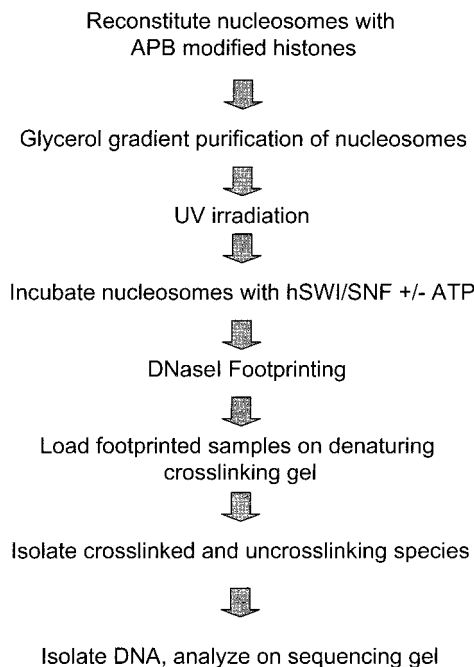 Reconstitute nucleosomes with
APB modified histones
Glycerol gradient purification of nucleosomes
UV irradiation
Incubate nucleosomes with hSWI/SNF +/- ATP
DNaseI Footprinting
Load footprinted samples on denaturing
crosslinking gel
Isolate crosslinked and uncrosslinking species
Isolate DNA, analyze on sequencing gel